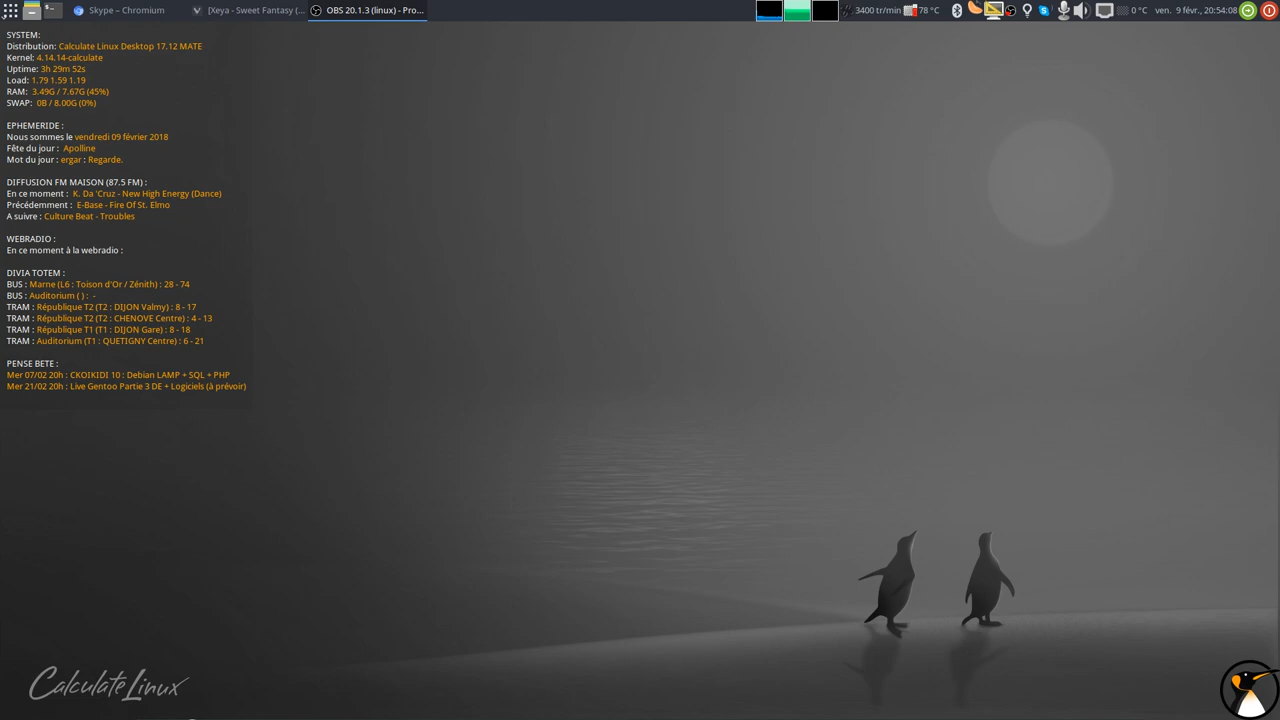 Skype – Chromium
[Xeya - Sweet Fantasy (...
OBS 20.1.3 (linux) - Pro...
3400 tr/min
78 °C
0 °C
ven. 9 févr., 20:54:08
SYSTEM:
Distribution: Calculate Linux Desktop 17.12 MATE
Kernel: 4.14.14-calculate
Uptime: 3h 29m 52s
Load: 1.79 1.59 1.19
RAM: 3.49G / 7.67G (45%)
SWAP: 0B / 8.00G (0%)
EPHEMERIDE :
Nous sommes le vendredi 09 février 2018
Fête du jour : Apolline
Mot du jour : ergar : Regarde.
DIFFUSION FM MAISON (87.5 FM) :
En ce moment : K. Da 'Cruz - New High Energy (Dance)
Précédemment : E-Base - Fire Of St. Elmo
A suivre : Culture Beat - Troubles
WEBRADIO :
En ce moment à la webradio :
DIVIA TOTEM :
BUS : Marne (L6 : Toison d'Or / Zénith) : 28 - 74
BUS : Auditorium ( ) : -
TRAM : République T2 (T2 : DIJON Valmy) : 8 - 17
TRAM : République T2 (T2 : CHENOVE Centre) : 4 - 13
TRAM : République T1 (T1 : DIJON Gare) : 8 - 18
TRAM : Auditorium (T1 : QUETIGNY Centre) : 6 - 21
PENSE BETE :
Mer 07/02 20h : CKOIKIDI 10 : Debian LAMP + SQL + PHP
Mer 21/02 20h : Live Gentoo Partie 3 DE + Logiciels (à prévoir)
Calculate Linux